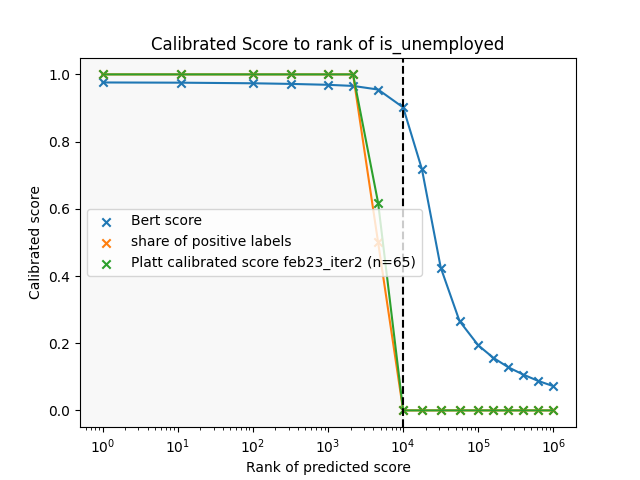 Calibrated Score to rank of is_unemployed
Calibrated score
1.0
0.8
0.6
0.4
0.2
0.0
Bert score
share of positive labels
Platt calibrated score feb23_iter2 (n=65)
10⁰ 10¹ 10² 10³ 10⁴ 10⁵ 10⁶
Rank of predicted score